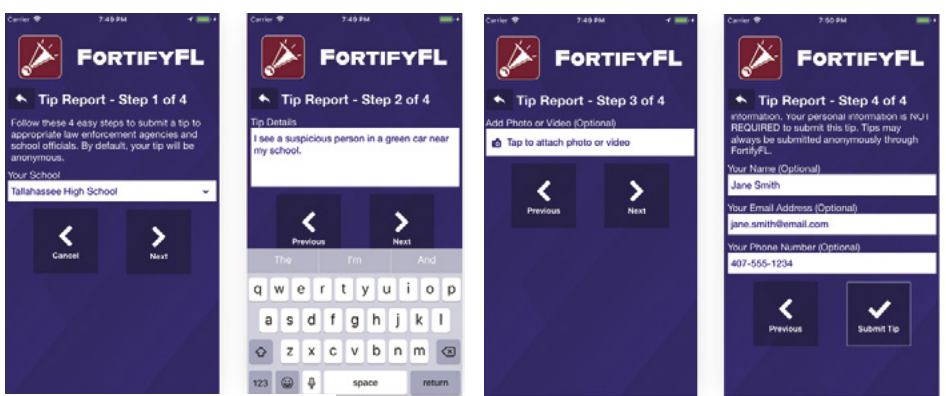 Carrier 7:49 PM
FORTIFYFL
Tip Report - Step 1 of 4
Follow these 4 easy steps to submit a tip to
appropriate law enforcement agencies and
school officials. By default, your tip will be
anonymous.
Your School
Tallahassee High School
Cancel
Next
Carrier 7:49 PM
FORTIFYFL
Tip Report - Step 2 of 4
Tip Details
I see a suspicious person in a green car near
my school.
Previous
Next
The I'm And
q w e r t y u i o p
a s d f g h j k l
z x c v b n m
123 space return
Carrier 7:49 PM
FORTIFYFL
Tip Report - Step 3 of 4
Add Photo or Video (Optional)
Tap to attach photo or video
Previous
Next
Carrier 7:50 PM
FORTIFYFL
Tip Report - Step 4 of 4
information. Your personal information is NOT
REQUIRED to submit this tip. Tips may
always be submitted anonymously through
FortifyFL.
Your Name (Optional)
Jane Smith
Your Email Address (Optional)
jane.smith@email.com
Your Phone Number (Optional)
407-555-1234
Previous
Submit Tip